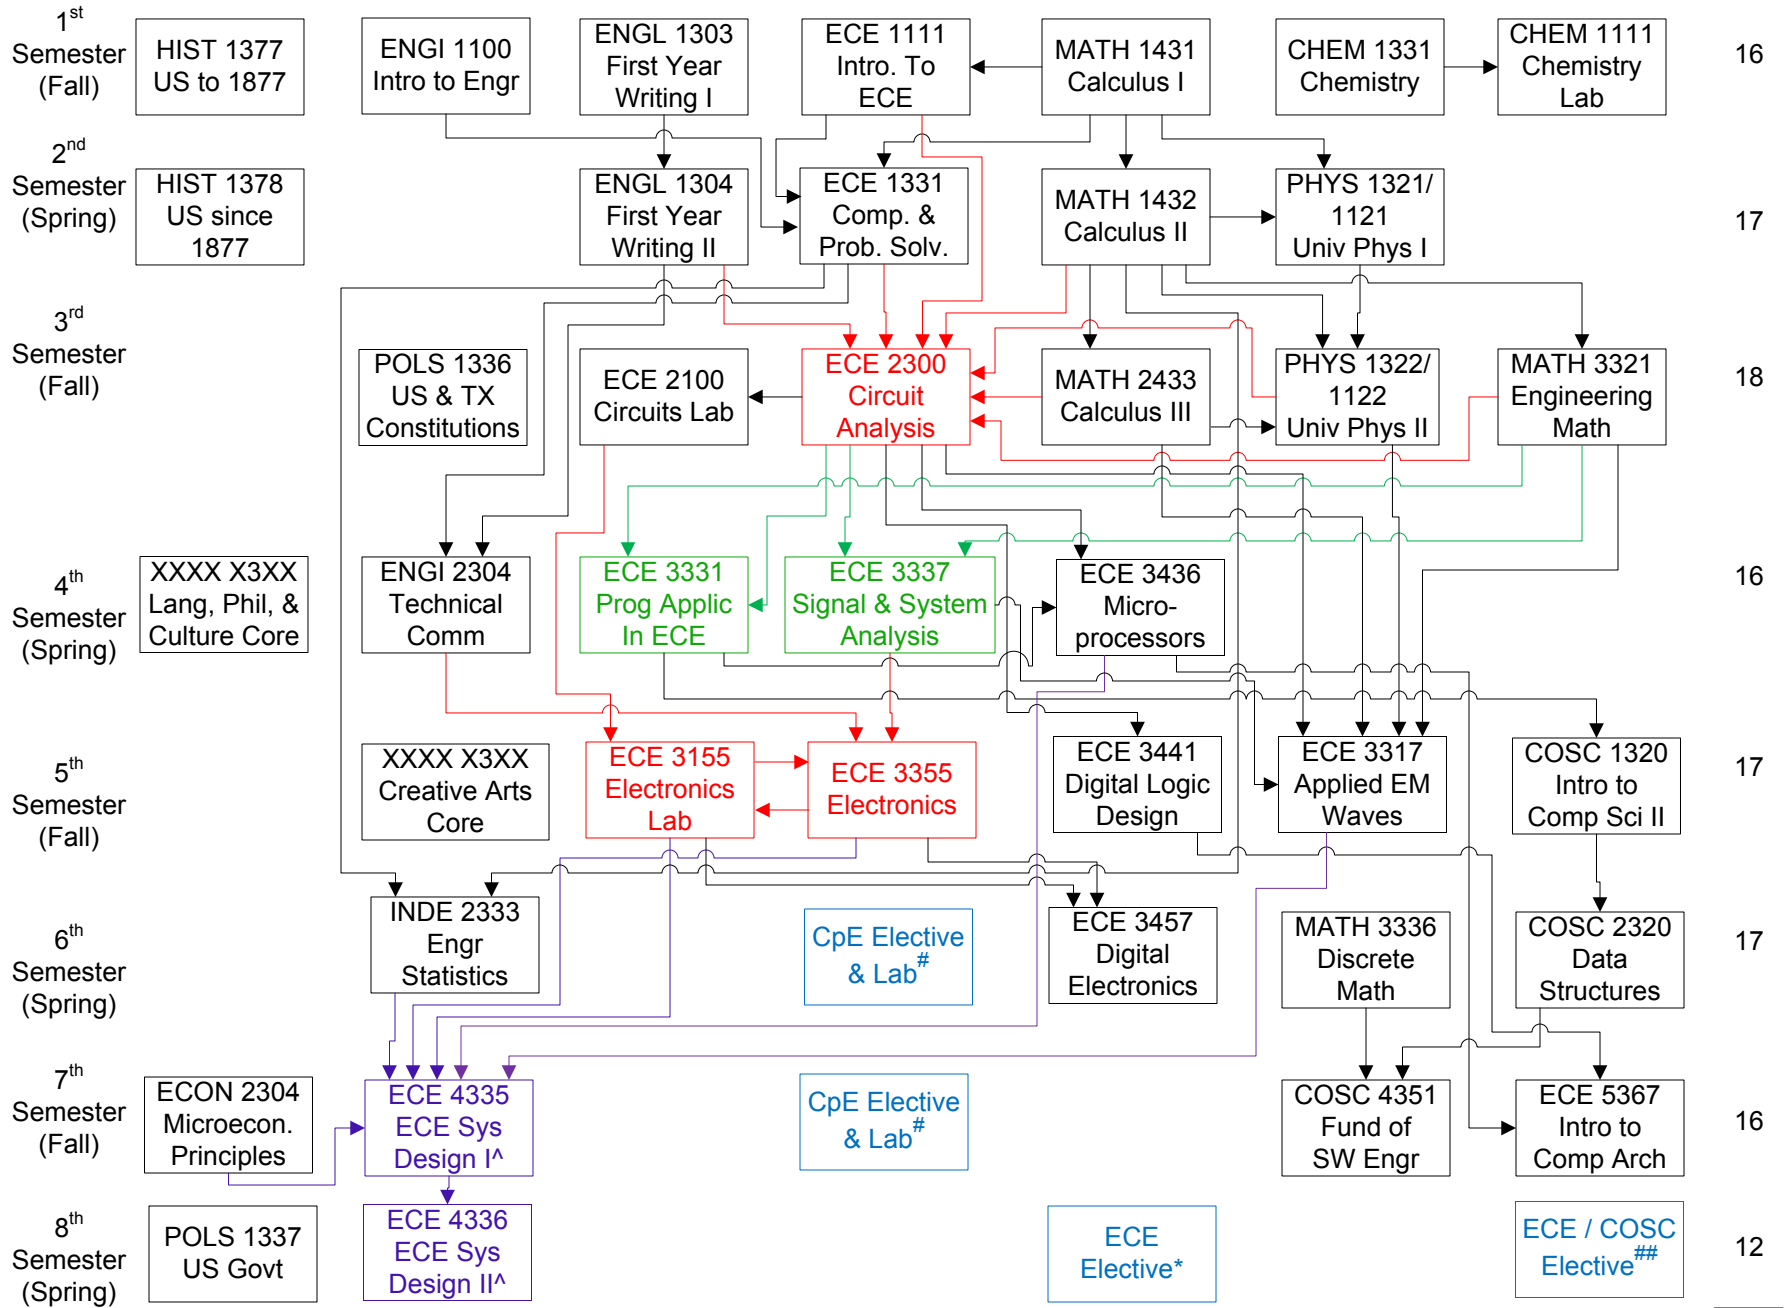 1st
Semester
(Fall)
HIST 1377
US to 1877
ENGI 1100
Intro to Engr
ENGL 1303
First Year
Writing I
ECE 1111
Intro. To
ECE
MATH 1431
Calculus I
CHEM 1331
Chemistry
CHEM 1111
Chemistry
Lab
16
2nd
Semester
(Spring)
HIST 1378
US since
1877
ENGL 1304
First Year
Writing II
ECE 1331
Comp. &
Prob. Solv.
MATH 1432
Calculus II
PHYS 1321/
1121
Univ Phys I
17
3rd
Semester
(Fall)
POLS 1336
US & TX
Constitutions
ECE 2100
Circuits Lab
ECE 2300
Circuit
Analysis
MATH 2433
Calculus III
PHYS 1322/
1122
Univ Phys II
MATH 3321
Engineering
Math
18
4th
Semester
(Spring)
XXXX X3XX
Lang, Phil, &
Culture Core
ENGI 2304
Technical
Comm
ECE 3331
Prog Applic
In ECE
ECE 3337
Signal & System
Analysis
ECE 3436
Micro-
processors
16
5th
Semester
(Fall)
XXXX X3XX
Creative Arts
Core
ECE 3155
Electronics
Lab
ECE 3355
Electronics
ECE 3441
Digital Logic
Design
ECE 3317
Applied EM
Waves
COSC 1320
Intro to
Comp Sci II
17
6th
Semester
(Spring)
INDE 2333
Engr
Statistics
CpE Elective
& Lab#
ECE 3457
Digital
Electronics
MATH 3336
Discrete
Math
COSC 2320
Data
Structures
17
7th
Semester
(Fall)
ECON 2304
Microecon.
Principles
ECE 4335
ECE Sys
Design I^
CpE Elective
& Lab#
COSC 4351
Fund of
SW Engr
ECE 5367
Intro to
Comp Arch
16
8th
Semester
(Spring)
POLS 1337
US Govt
ECE 4336
ECE Sys
Design II^
ECE
Elective*
ECE / COSC
Elective##
12